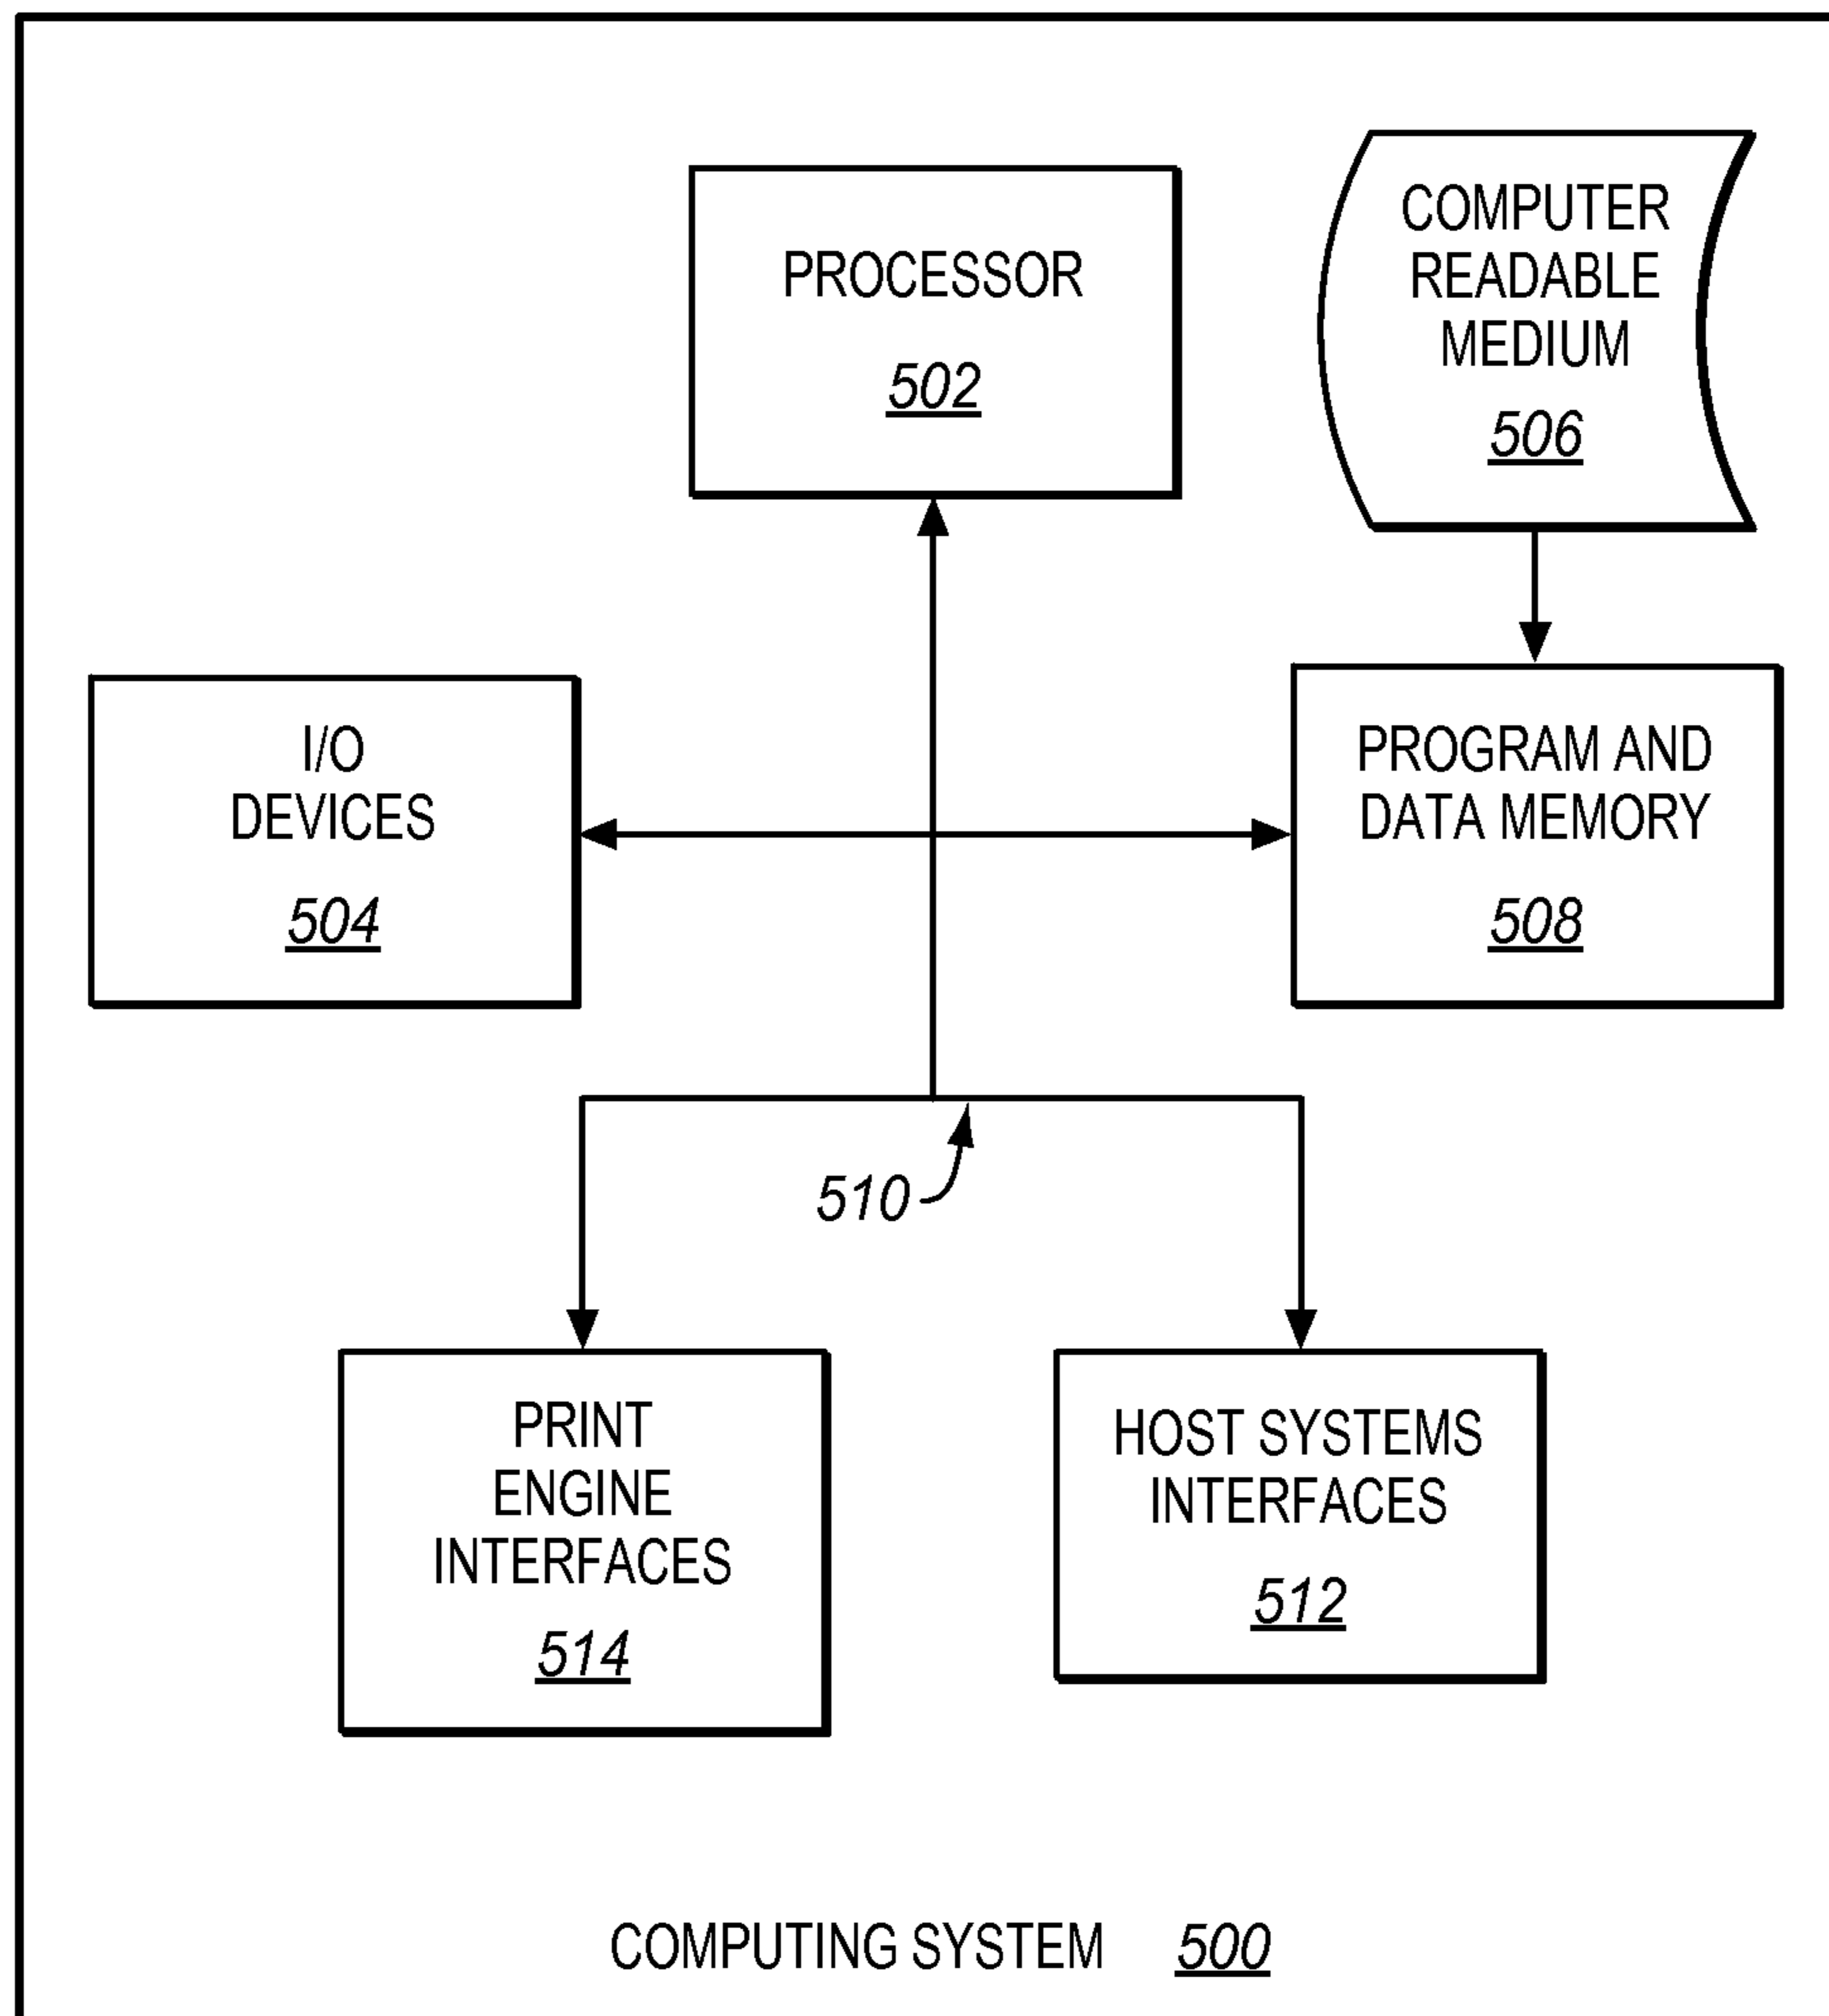 PROCESSOR
502
COMPUTER
READABLE
MEDIUM
506
I/O
DEVICES
504
PROGRAM AND
DATA MEMORY
508
510
PRINT
ENGINE
INTERFACES
514
HOST SYSTEMS
INTERFACES
512
COMPUTING SYSTEM 500